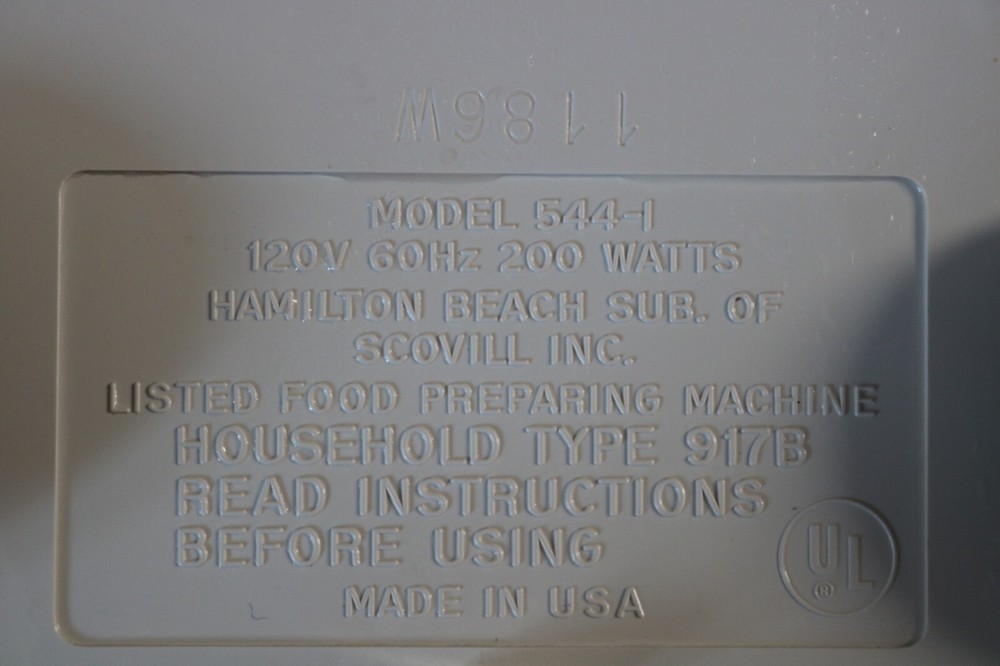 1186W
MODEL 544-1
120V 60Hz 200 WATTS
HAMILTON BEACH SUB. OF
SCOVILL INC.
LISTED FOOD PREPARING MACHINE
HOUSEHOLD TYPE 917B
READ INSTRUCTIONS
BEFORE USING
UL ®
MADE IN USA